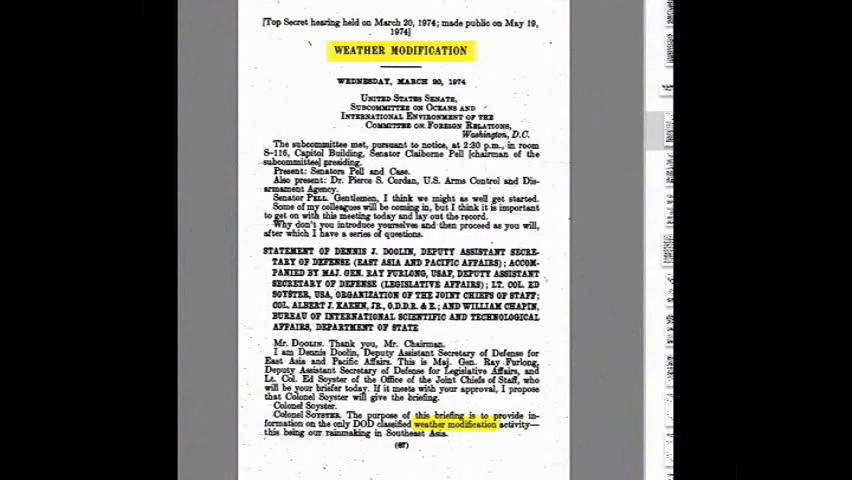 [Top Secret hearing held on March 20, 1974; made public on May 19,
1974]
WEATHER MODIFICATION
WEDNESDAY, MARCH 20, 1974
UNITED STATES SENATE,
SUBCOMMITTEE ON OCEANS AND
INTERNATIONAL ENVIRONMENT OF THE
COMMITTEE ON FOREIGN RELATIONS,
Washington, D.C.
The subcommittee met, pursuant to notice, at 2:30 p.m., in room
S-116, Capitol Building, Senator Claiborne Pell [chairman of the
subcommittee] presiding.
Present: Senators Pell and Case.
Also present: Dr. Pierce S. Cordan, U.S. Arms Control and Dis-
armament Agency.
Senator PELL. Gentlemen, I think we might as well get started.
Some of my colleagues will be coming in, but I think it is important
to get on with this meeting today and lay out the record.
Why don't you introduce yourselves and then proceed as you will,
after which I have a series of questions.
STATEMENT OF DENNIS J. DOOLIN, DEPUTY ASSISTANT SECRE-
TARY OF DEFENSE (EAST ASIA AND PACIFIC AFFAIRS); ACCOM-
PANIED BY MAJ. GEN. RAY FURLONG, USAF, DEPUTY ASSISTANT
SECRETARY OF DEFENSE (LEGISLATIVE AFFAIRS); LT. COL. ED
SOYSTER, USA, ORGANIZATION OF THE JOINT CHIEFS OF STAFF;
COL. ALBERT J. KAEHN, JR., O.D.D.R. & E.; AND WILLIAM CHAPIN,
BUREAU OF INTERNATIONAL SCIENTIFIC AND TECHNOLOGICAL
AFFAIRS, DEPARTMENT OF STATE
Mr. DOOLIN. Thank you, Mr. Chairman.
I am Dennis Doolin, Deputy Assistant Secretary of Defense for
East Asia and Pacific Affairs. This is Maj. Gen. Ray Furlong,
Deputy Assistant Secretary of Defense for Legislative Affairs, and
Lt. Col. Ed Soyster of the Office of the Joint Chiefs of Staff, who
will be your briefer today. If it meets with your approval, I propose
that Colonel Soyster will give the briefing.
Colonel Soyster.
Colonel SOYSTER. The purpose of this briefing is to provide in-
formation on the only DOD classified weather modification activity—
this being our rainmaking in Southeast Asia.
(87)